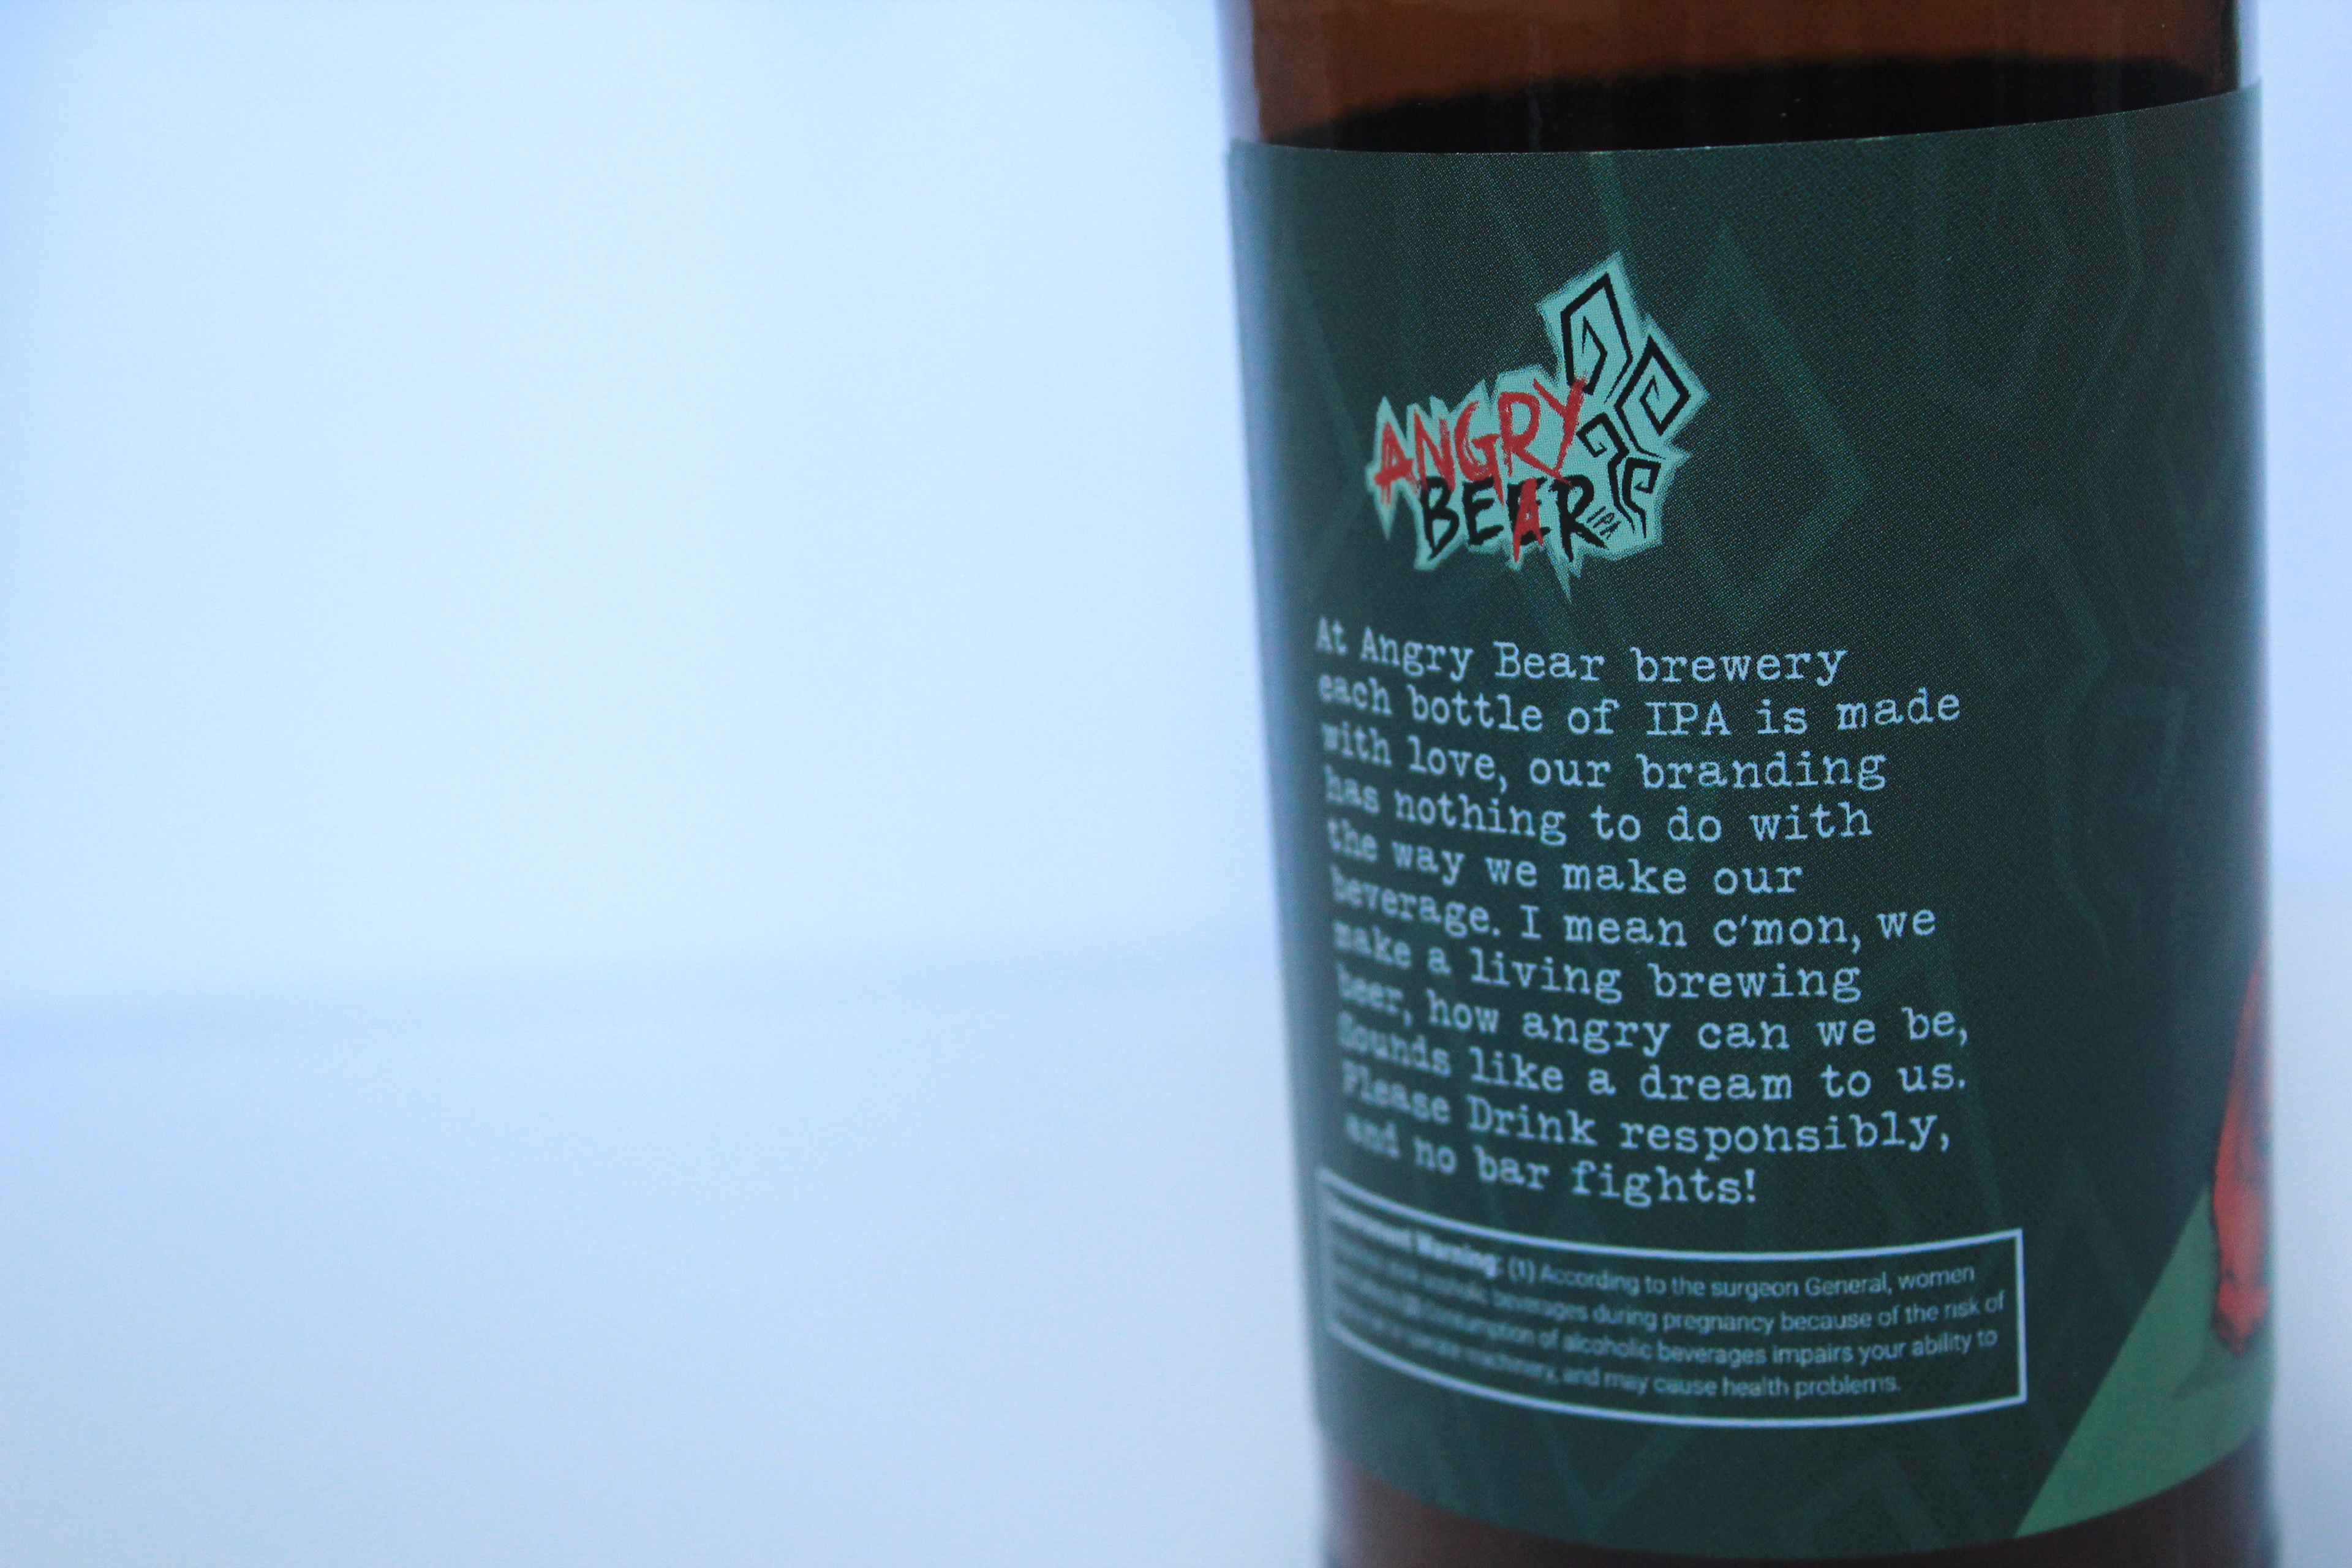 ANGRY
BEEAR IPA
At Angry Bear brewery
each bottle of IPA is made
with love, our branding
has nothing to do with
the way we make our
beverage. I mean c'mon, we
make a living brewing
beer, how angry can we be,
Sounds like a dream to us.
Please Drink responsibly,
and no bar fights!
Warning: (1) According to the surgeon General, women
alcoholic beverages during pregnancy because of the risk of
Consumption of alcoholic beverages impairs your ability to
operate machinery, and may cause health problems.